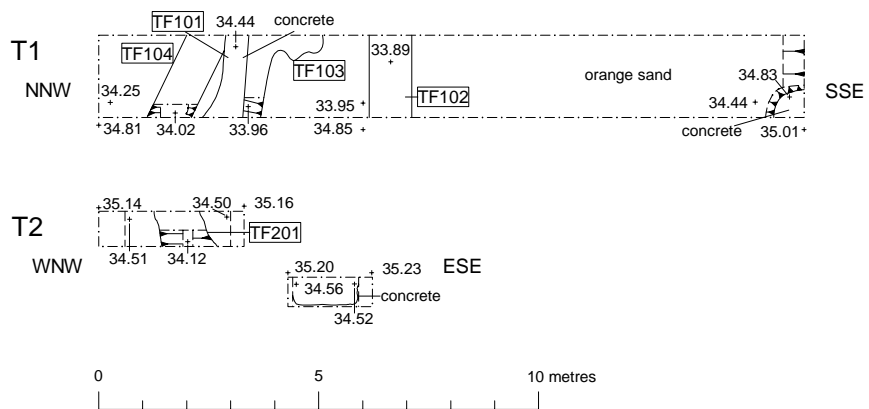 TF101 34.44 concrete
T1 TF104 TF103 33.89
orange sand 34.83
NNW 34.25 33.95 TF102 34.44 SSE
34.81 34.02 33.96 34.85 concrete 35.01
35.14 34.50 35.16
T2 TF201
WNW 34.51 34.12 35.20 35.23 ESE
34.56 concrete
34.52
0 5 10 metres